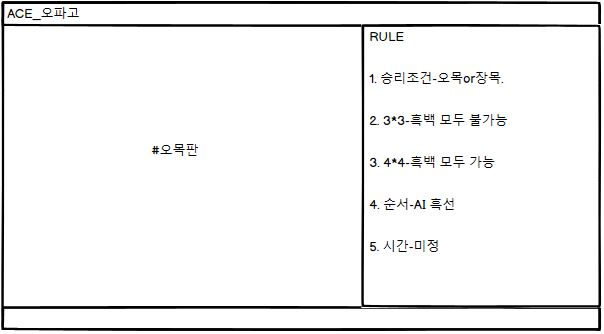 ACE_오파고
RULE
1. 승리조건-오목or장목.
2. 3*3-흑백 모두 불가능
#오목판
3. 4*4-흑백 모두 가능
4. 순서-AI 흑선
5. 시간-미정